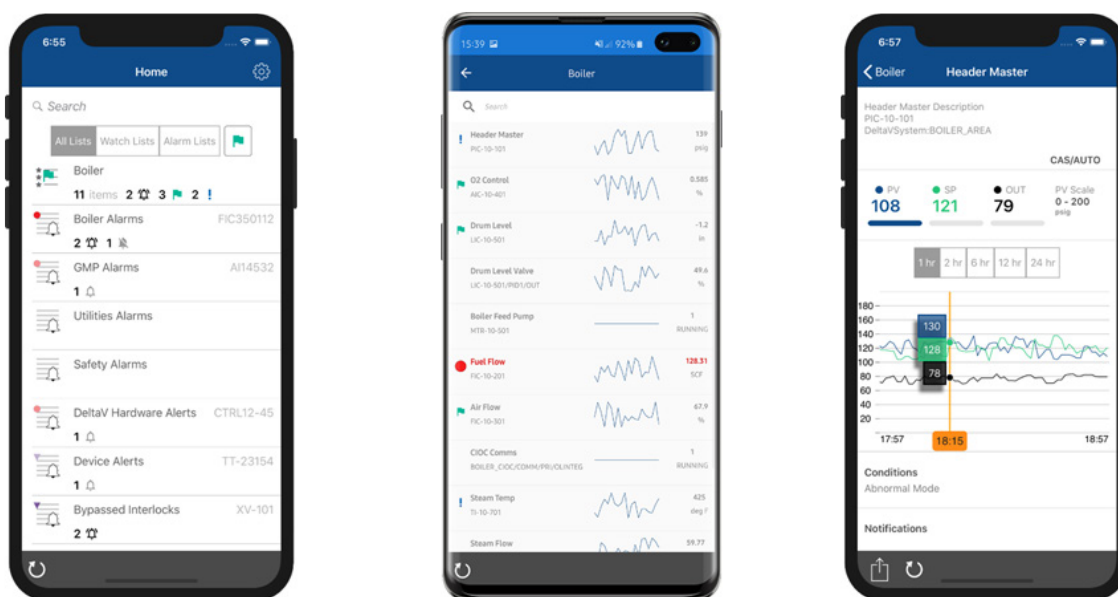 6:55
Home
Search
All Lists Watch Lists Alarm Lists
Boiler
11 items 2 3 2
Boiler Alarms FIC350112
2 1
GMP Alarms AI14532
1
Utilities Alarms
Safety Alarms
DeltaV Hardware Alerts CTRL12-45
1
Device Alerts TT-23154
1
Bypassed Interlocks XV-101
2
15:39 92%
Boiler
Search
Header Master 139
PIC-10-101 psig
O2 Control 0.585
AIC-10-401 %
Drum Level -1.2
LIC-10-501 in
Drum Level Valve 49.6
LIC-10-501/PID1/OUT %
Boiler Feed Pump 1
MTR-10-501 RUNNING
Fuel Flow 128.31
FIC-10-201 SCF
Air Flow 67.9
FIC-10-301 %
CIOC Comms 1
BOILER_CIOC/COMM/PRI/OLINTEG RUNNING
Steam Temp 425
TI-10-701 deg F
Steam Flow 59.77
6:57
Boiler Header Master
Header Master Description
PIC-10-101
DeltaVSystem:BOILER_AREA
CAS/AUTO
PV SP OUT PV Scale
108 121 79 0 - 200
psig
1 hr 2 hr 6 hr 12 hr 24 hr
180
160
140
120
100
80
60
40
20
130
128
78
17:57 18:15 18:57
Conditions
Abnormal Mode
Notifications